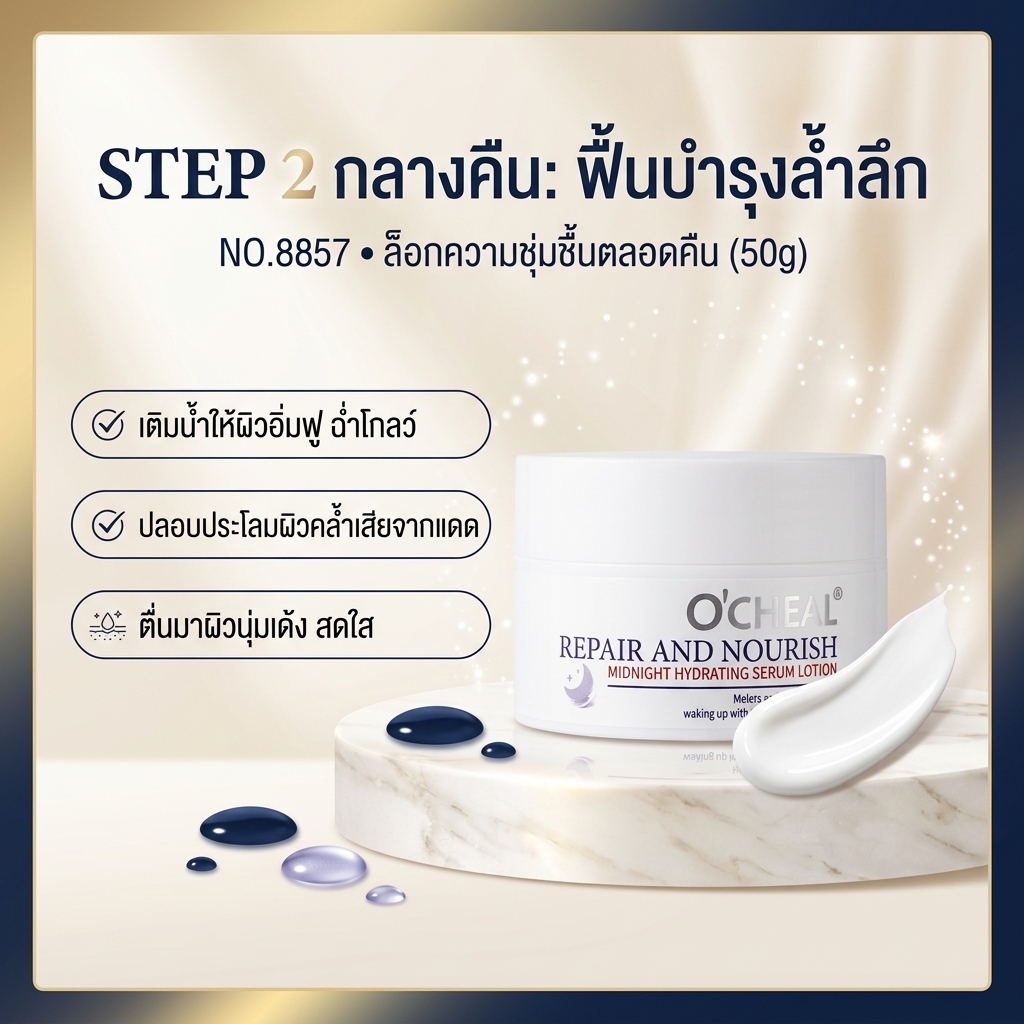 STEP 2 กลางคืน: ฟื้นบำรุงล้ำลึก
NO.8857 • ล็อกความชุ่มชื้นตลอดคืน (50g)
เติมน้ำให้ผิวอิ่มฟู ฉ่ำโกลว์
ปลอบประโลมผิวคล้ำเสียจากแดด
ตื่นมาผิวนุ่มเด้ง สดใส
O'CHEAL®
REPAIR AND NOURISH
MIDNIGHT HYDRATING SERUM LOTION
Melers
waking up with